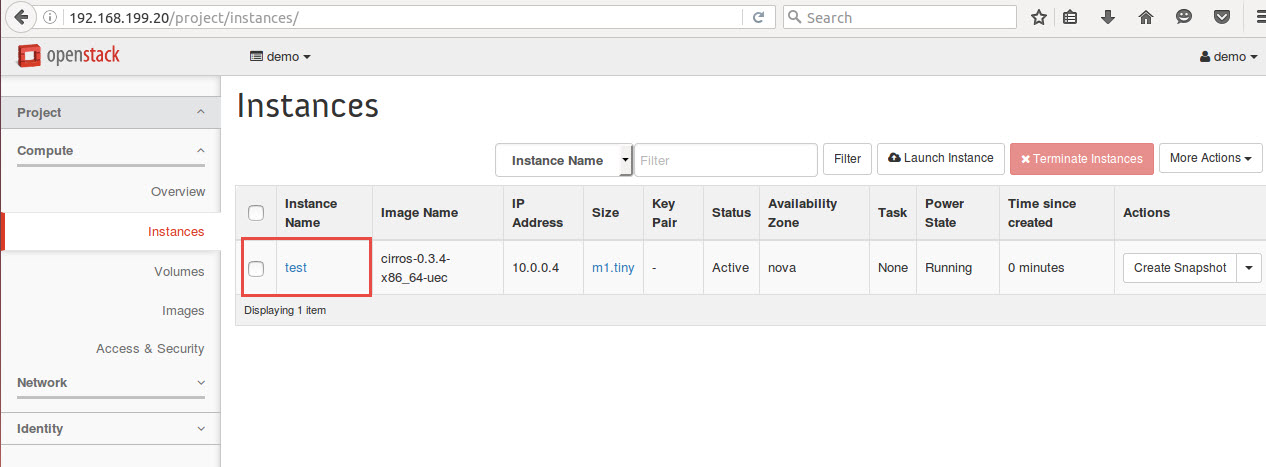 192.168.199.20/project/instances/
Search
openstack
demo
demo
Project
Compute
Overview
Instances
Volumes
Images
Access & Security
Network
Identity
Instances
Instance Name
Filter
Filter
Launch Instance
Terminate Instances
More Actions
Instance Name
Image Name
IP Address
Size
Key Pair
Status
Availability Zone
Task
Power State
Time since created
Actions
test
cirros-0.3.4-
x86_64-uec
10.0.0.4
m1.tiny
-
Active
nova
None
Running
0 minutes
Create Snapshot
Displaying 1 item